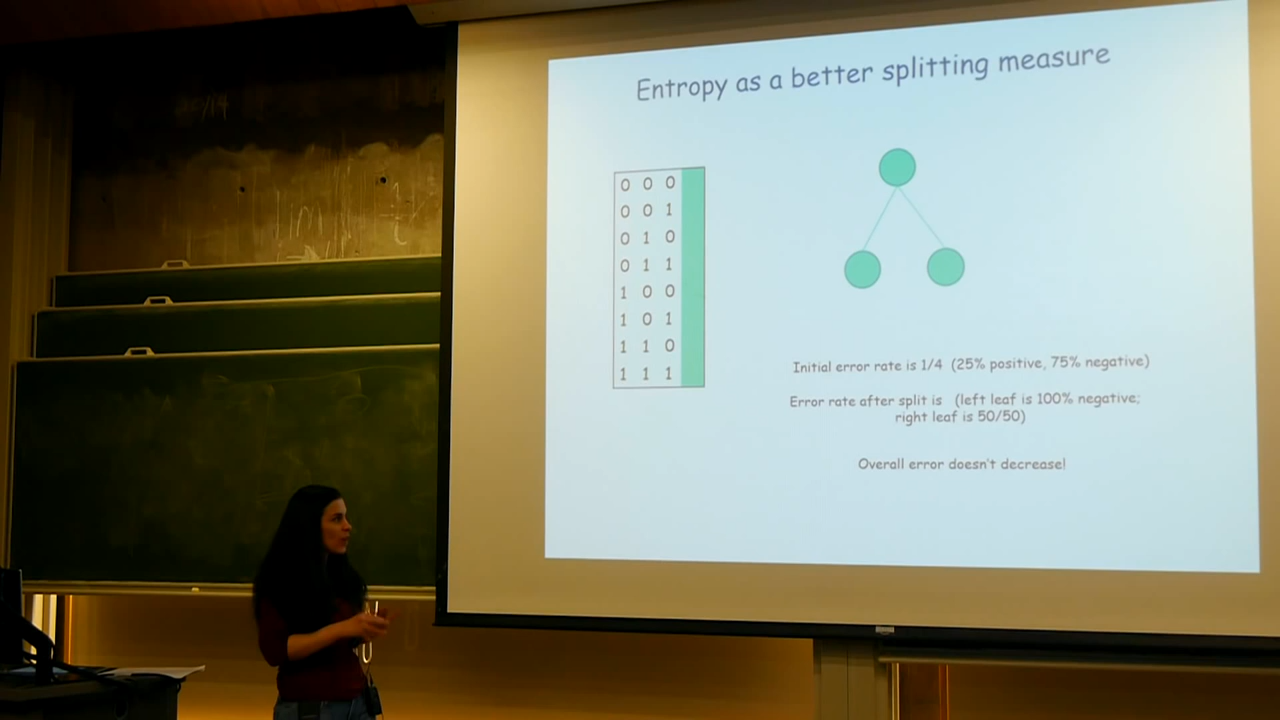 Entropy as a better splitting measure
0 0 0
0 0 1
0 1 0
0 1 1
1 0 0
1 0 1
1 1 0
1 1 1
Initial error rate is 1/4 (25% positive, 75% negative)
Error rate after split is (left leaf is 100% negative;
right leaf is 50/50)
Overall error doesn't decrease!